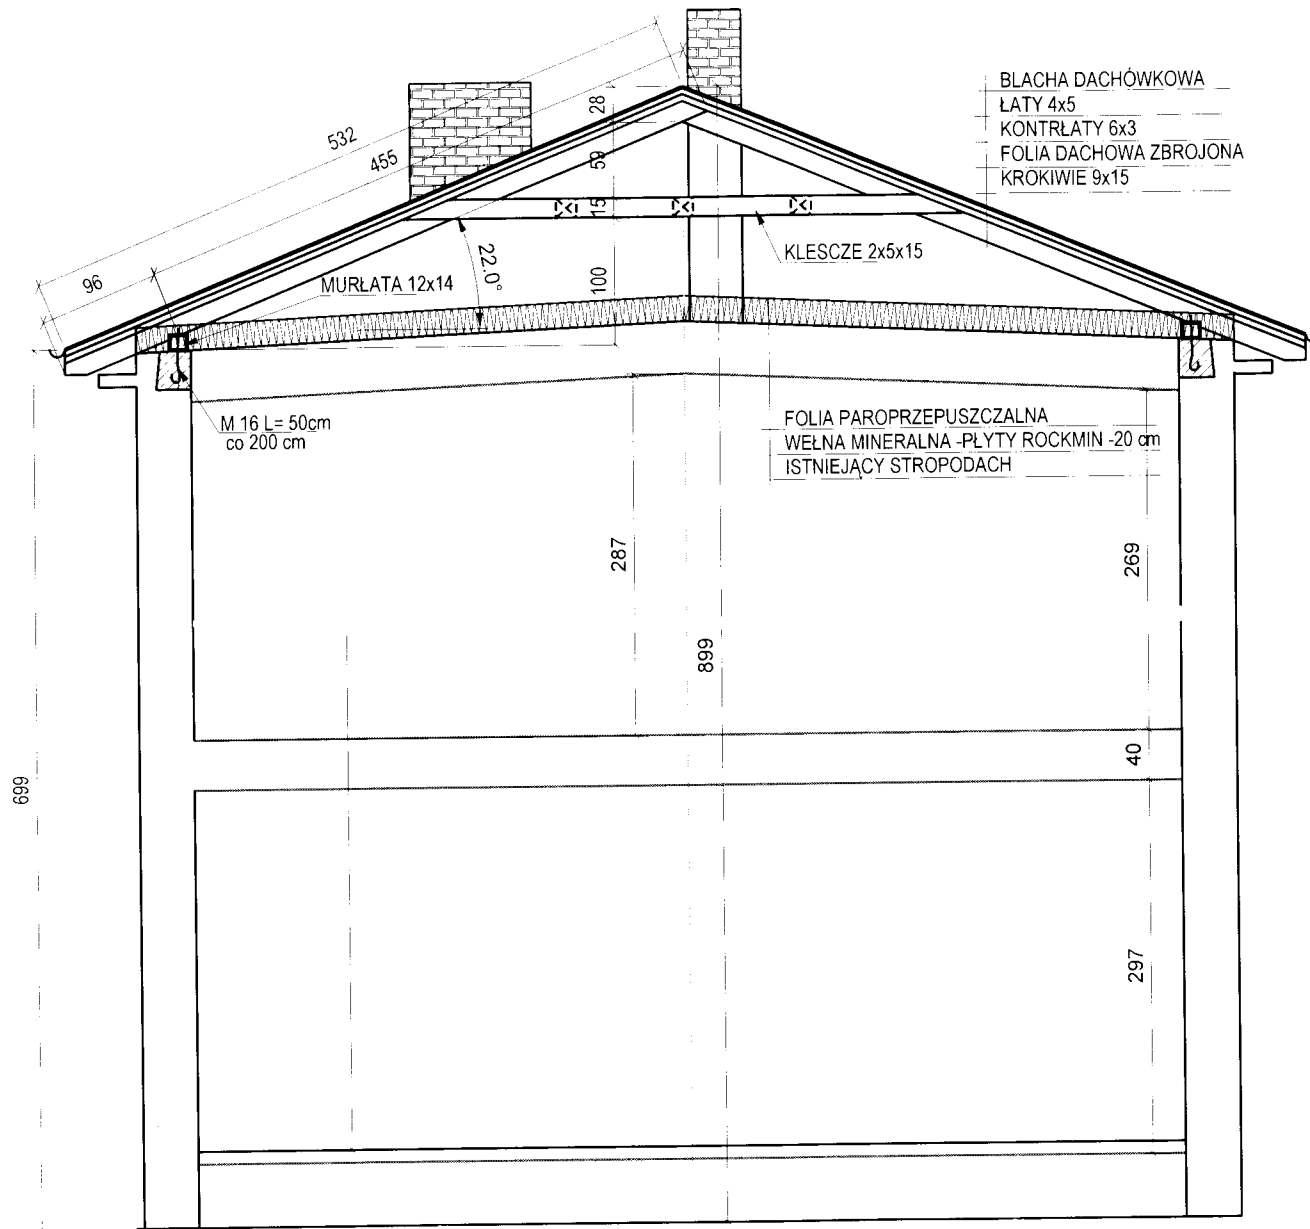 BLACHA DACHÓWKOWA
ŁATY 4x5
KONTRŁATY 6x3
FOLIA DACHOWA ZBROJONA
KROKIWIE 9x15
532
455
96
28
59
15
100
22.0°
MURŁATA 12x14
KLESZCZE 2x5x15
M 16 L= 50cm
co 200 cm
FOLIA PAROPRZEPUSZCZALNA
WEŁNA MINERALNA -PŁYTY ROCKMIN -20 cm
ISTNIEJĄCY STROPODACH
287
269
899
40
699
297